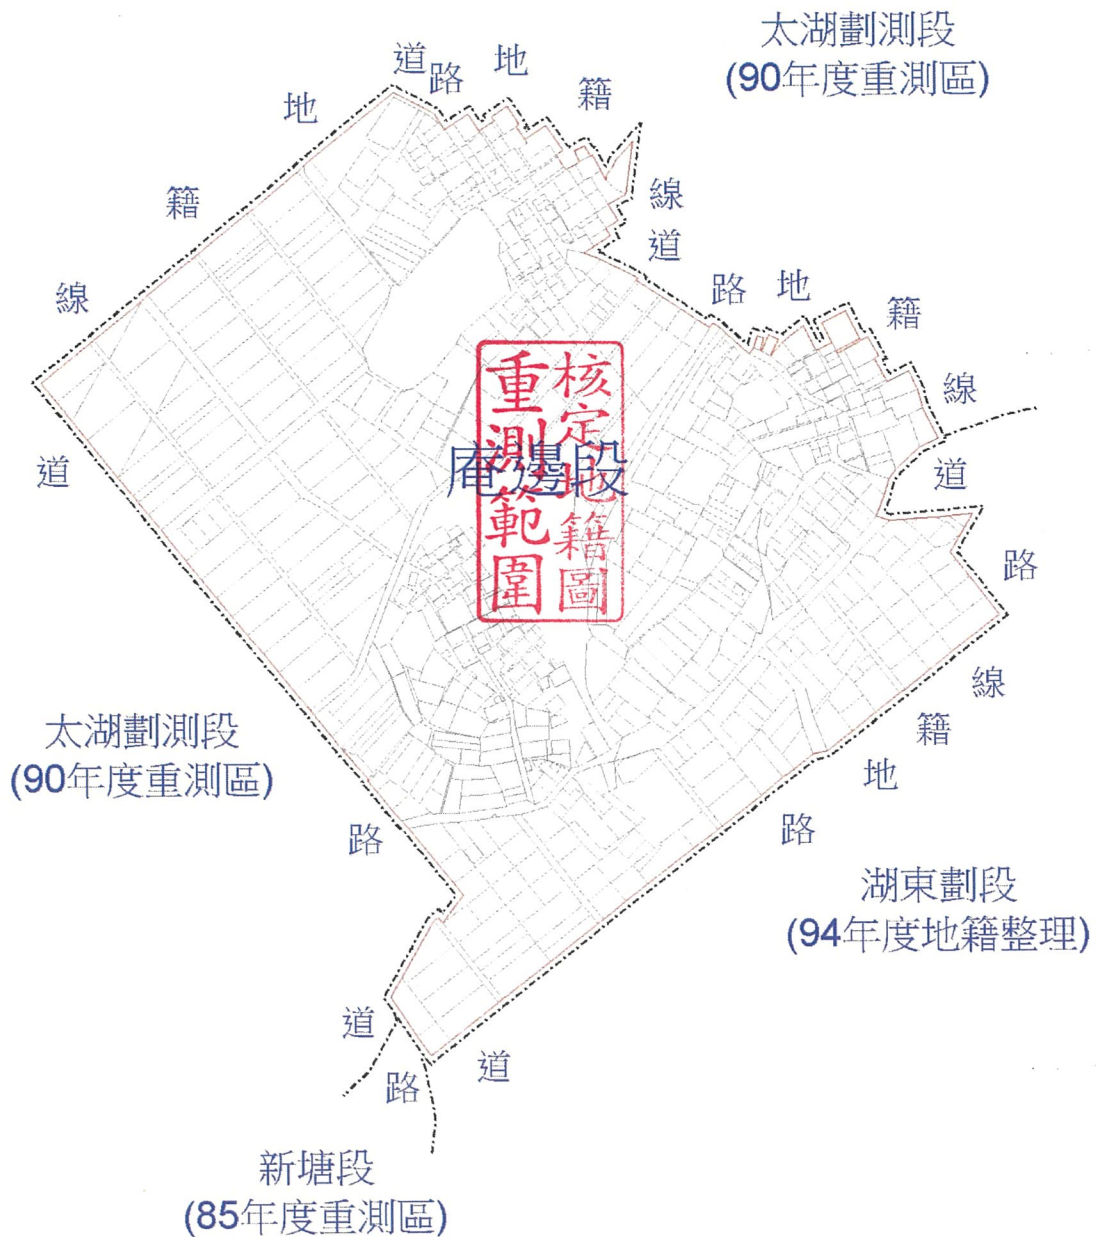 太湖劃測段
(90年度重測區)
道路地籍線
道路地籍線
道路地籍線
地籍線
道路
道路
道路地籍線
核定地籍圖
重測範圍
庵邊段
太湖劃測段
(90年度重測區)
湖東劃段
(94年度地籍整理)
新塘段
(85年度重測區)